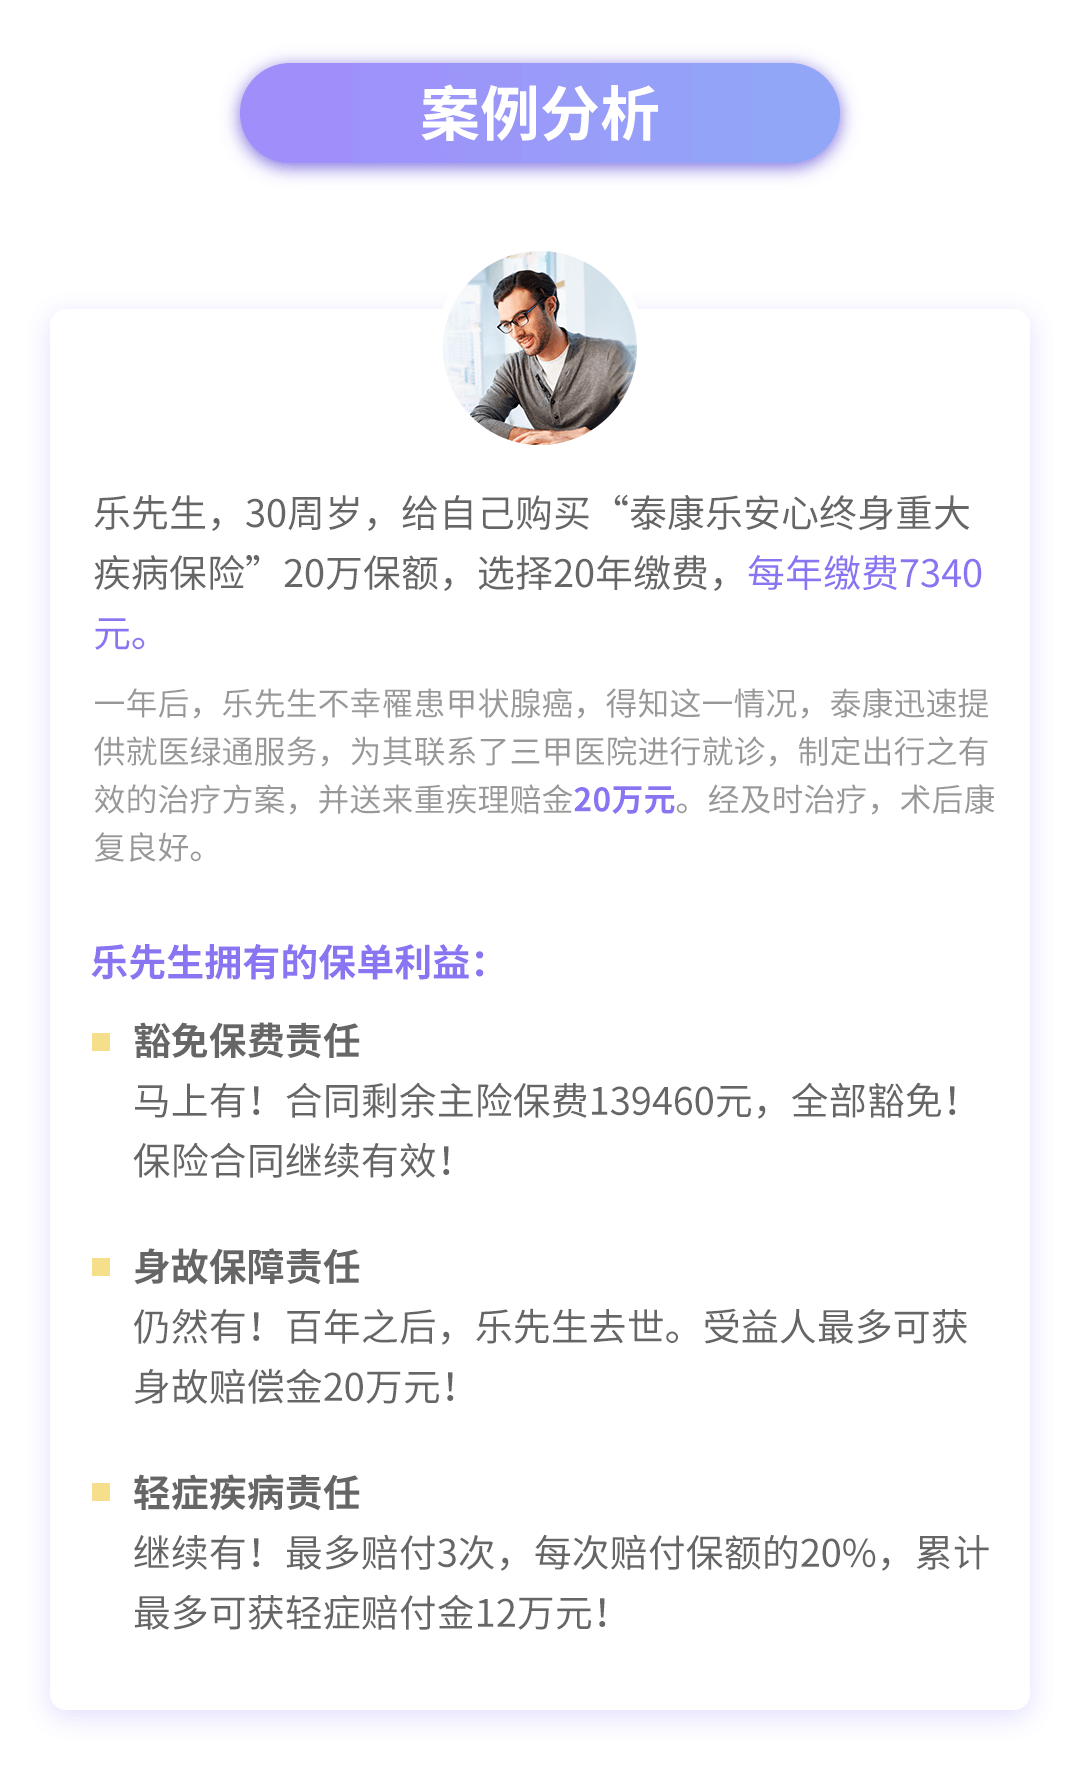 案例分析
乐先生，30周岁，给自己购买“泰康乐安心终身重大
疾病保险”20万保额，选择20年缴费，每年缴费7340
元。
一年后，乐先生不幸罹患甲状腺癌，得知这一情况，泰康迅速提
供就医绿通服务，为其联系了三甲医院进行就诊，制定出行之有
效的治疗方案，并送来重疾理赔金20万元。经及时治疗，术后康
复良好。
乐先生拥有的保单利益：
豁免保费责任
马上有！合同剩余主险保费139460元，全部豁免！
保险合同继续有效！
身故保障责任
仍然有！百年之后，乐先生去世。受益人最多可获
身故赔偿金20万元！
轻症疾病责任
继续有！最多赔付3次，每次赔付保额的20%，累计
最多可获轻症赔付金12万元！